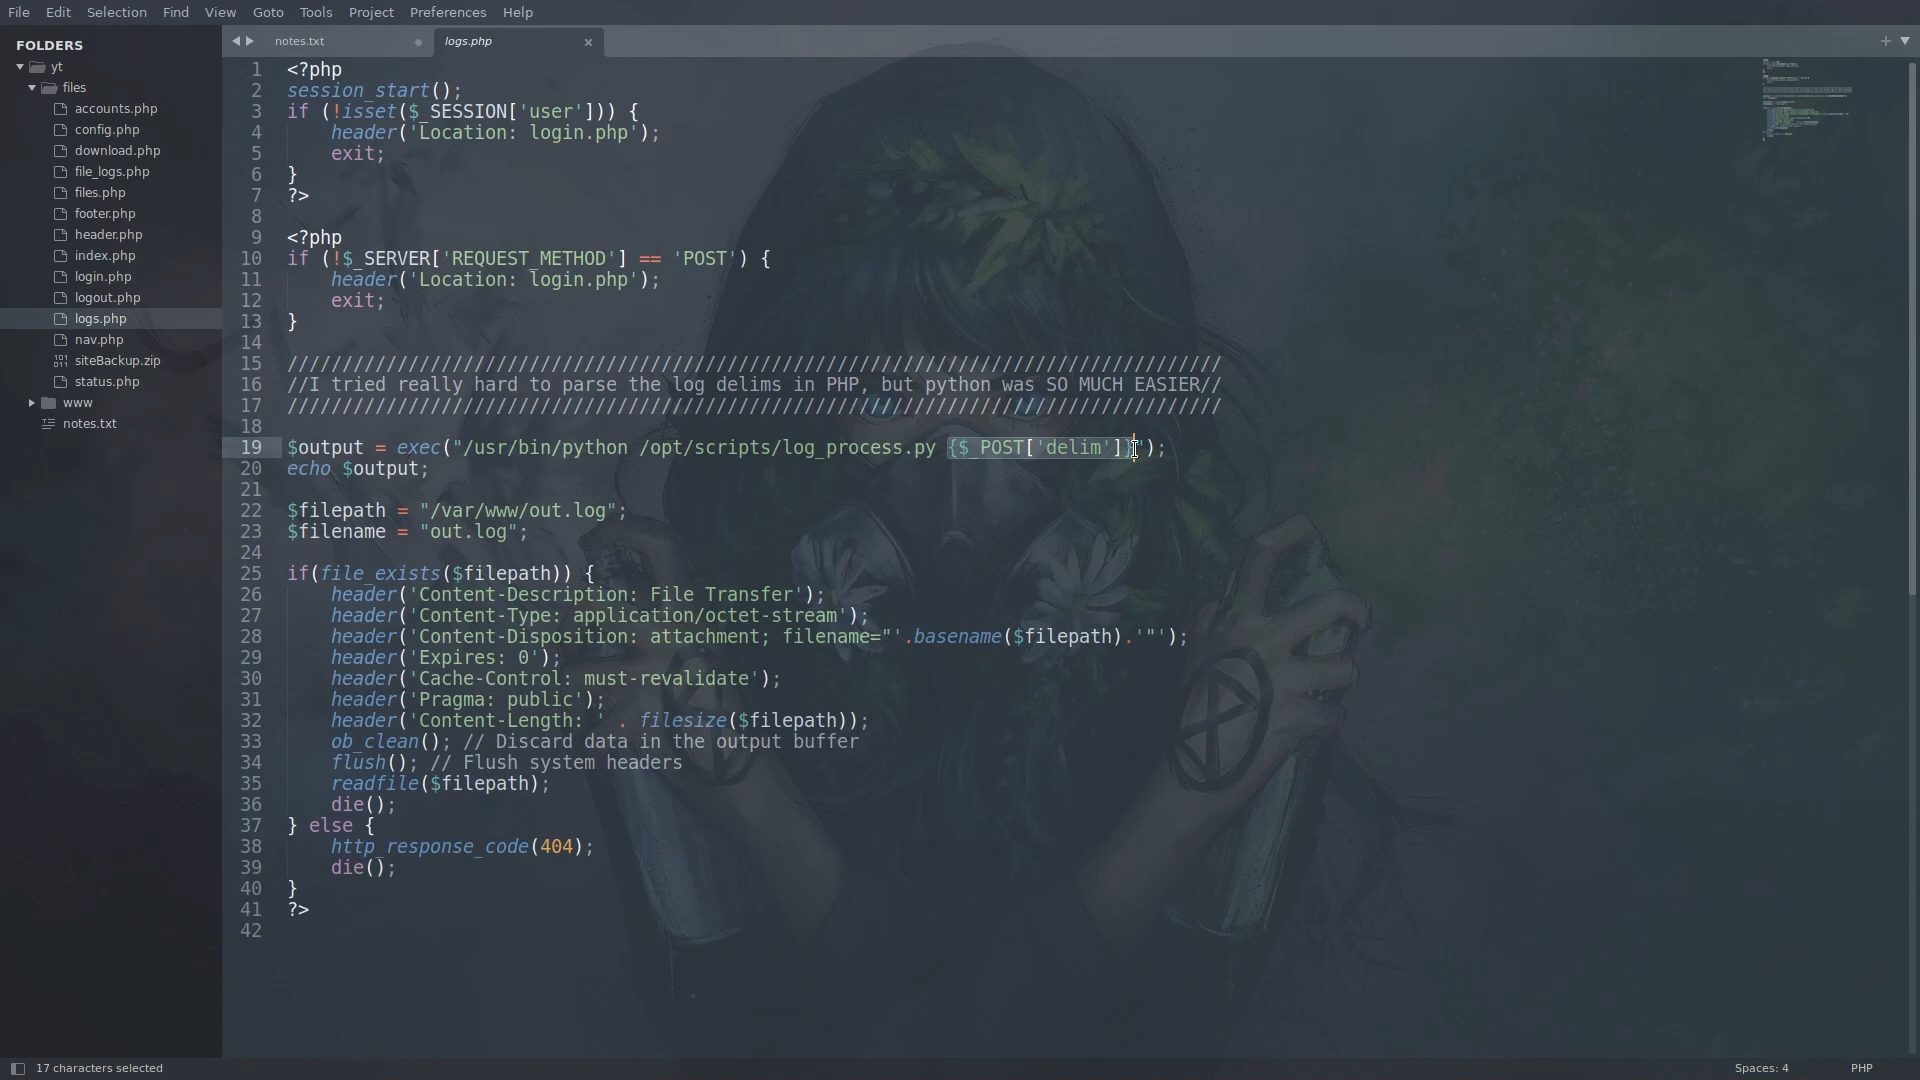 File Edit Selection Find View Goto Tools Project Preferences Help
FOLDERS
yt
files
accounts.php
config.php
download.php
file_logs.php
files.php
footer.php
header.php
index.php
login.php
logout.php
logs.php
nav.php
siteBackup.zip
status.php
www
notes.txt
notes.txt logs.php
1 <?php
2 session_start();
3 if (!isset($_SESSION['user'])) {
4     header('Location: login.php');
5     exit;
6 }
7 ?>
8
9 <?php
10 if (!$_SERVER['REQUEST_METHOD'] == 'POST') {
11     header('Location: login.php');
12     exit;
13 }
14
15 /////////////////////////////////////////////////////////////////////////////////////
16 //I tried really hard to parse the log delims in PHP, but python was SO MUCH EASIER//
17 /////////////////////////////////////////////////////////////////////////////////////
18
19 $output = exec("/usr/bin/python /opt/scripts/log_process.py {$_POST['delim']}");
20 echo $output;
21
22 $filepath = "/var/www/out.log";
23 $filename = "out.log";
24
25 if(file_exists($filepath)) {
26     header('Content-Description: File Transfer');
27     header('Content-Type: application/octet-stream');
28     header('Content-Disposition: attachment; filename="'.basename($filepath).'"');
29     header('Expires: 0');
30     header('Cache-Control: must-revalidate');
31     header('Pragma: public');
32     header('Content-Length: ' . filesize($filepath));
33     ob_clean(); // Discard data in the output buffer
34     flush(); // Flush system headers
35     readfile($filepath);
36     die();
37 } else {
38     http_response_code(404);
39     die();
40 }
41 ?>
42
17 characters selected Spaces: 4 PHP